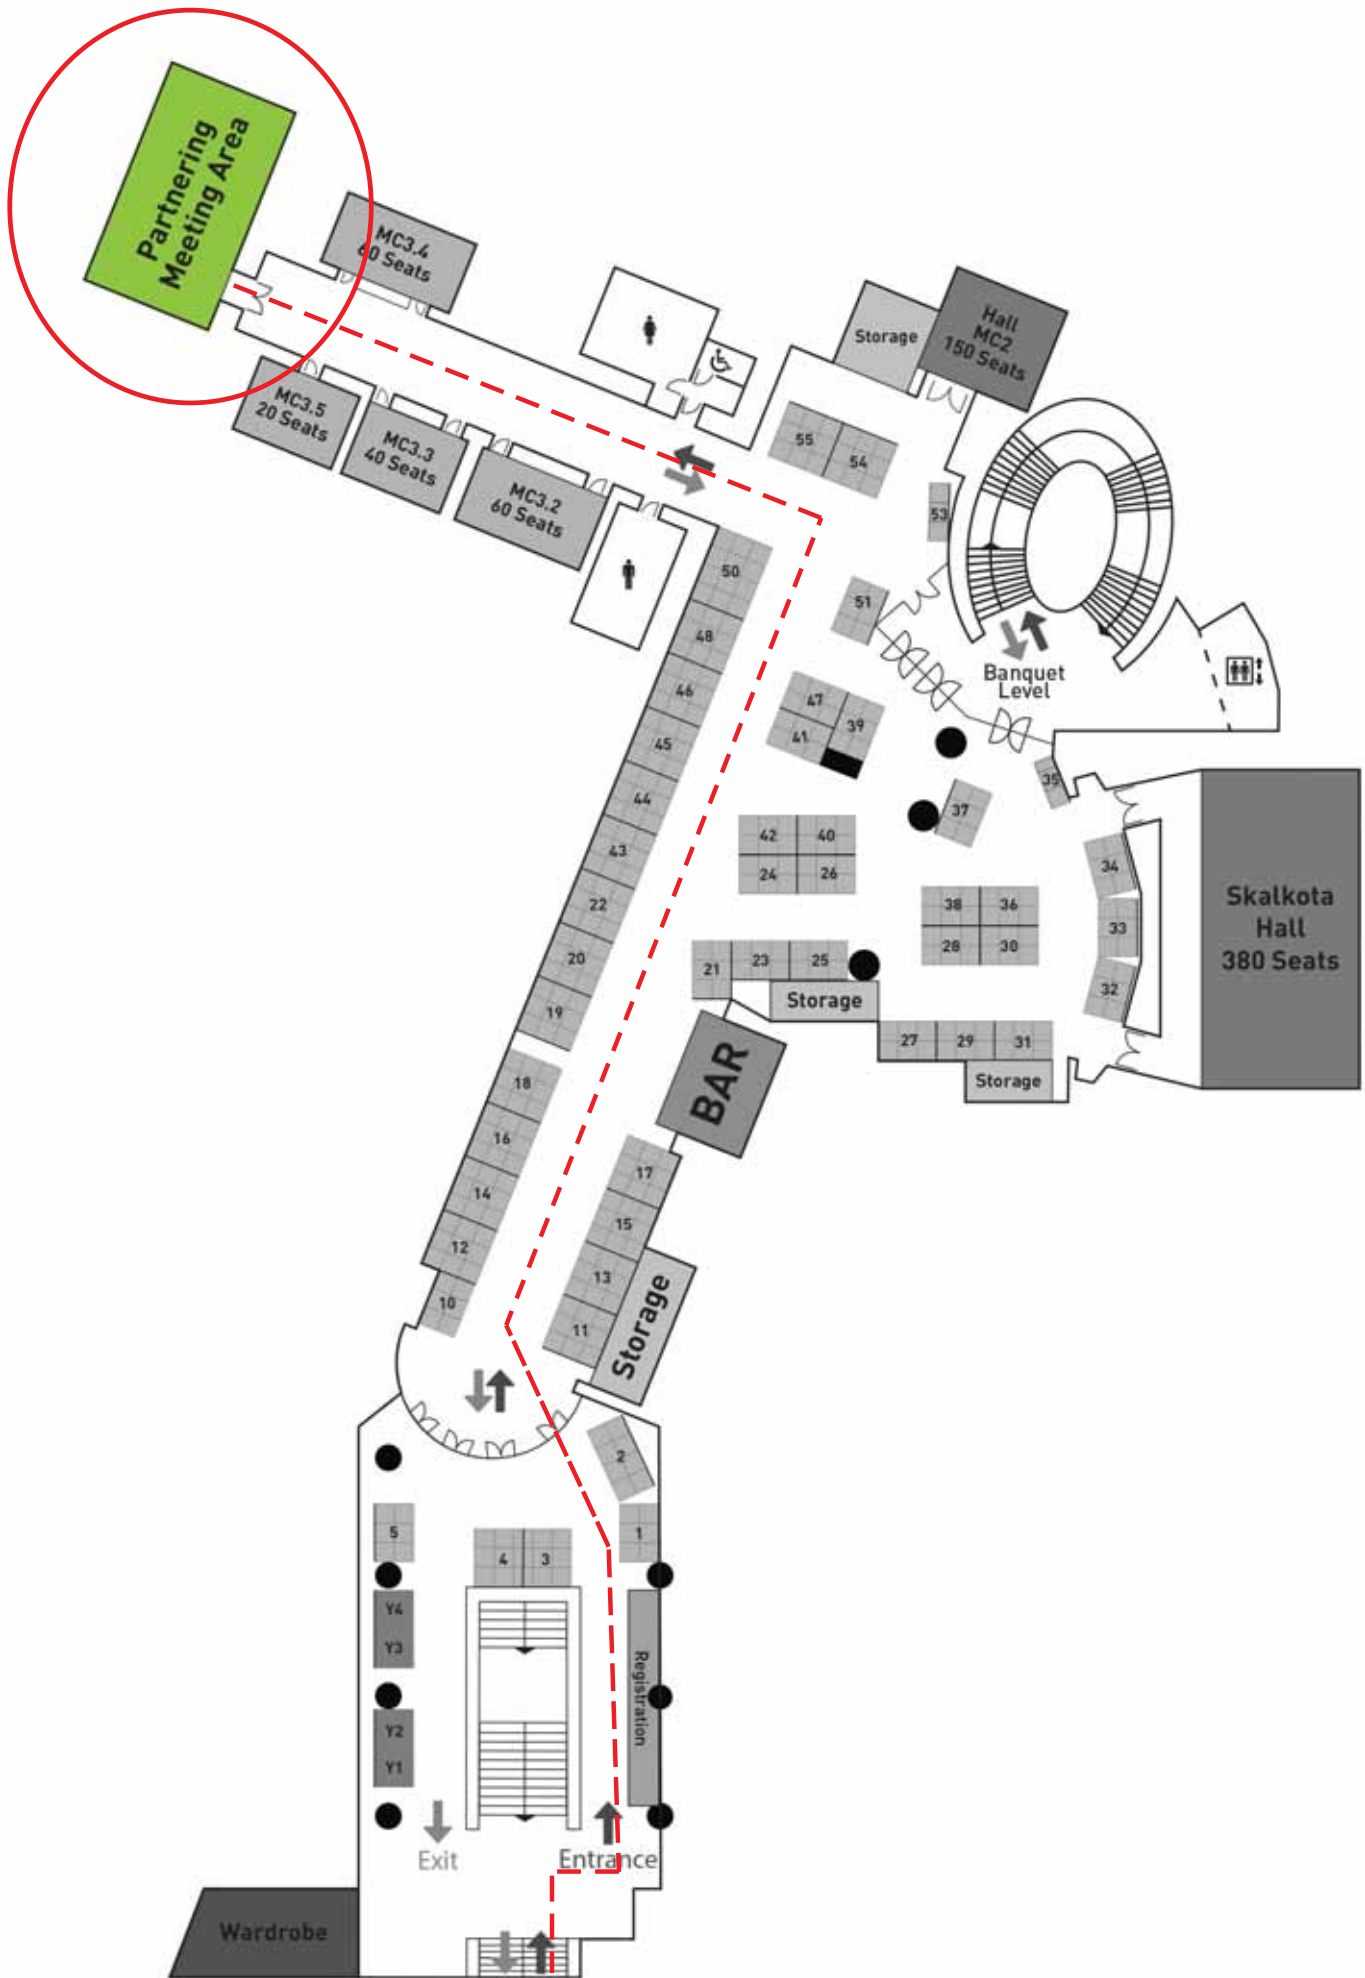 Partnering
Meeting Area
MC3.4
60 Seats
MC3.5
20 Seats
MC3.3
40 Seats
MC3.2
60 Seats
Storage
Hall
MC2
150 Seats
55
54
53
51
50
48
46
45
44
43
22
20
19
18
16
14
12
10
47
39
41
Banquet
Level
35
37
42
40
24
26
38
36
28
30
34
33
32
Skalkota
Hall
380 Seats
21
23
25
Storage
27
29
31
Storage
BAR
17
15
13
11
Storage
2
1
5
4
3
Y4
Y3
Y2
Y1
Registration
Exit
Entrance
Wardrobe